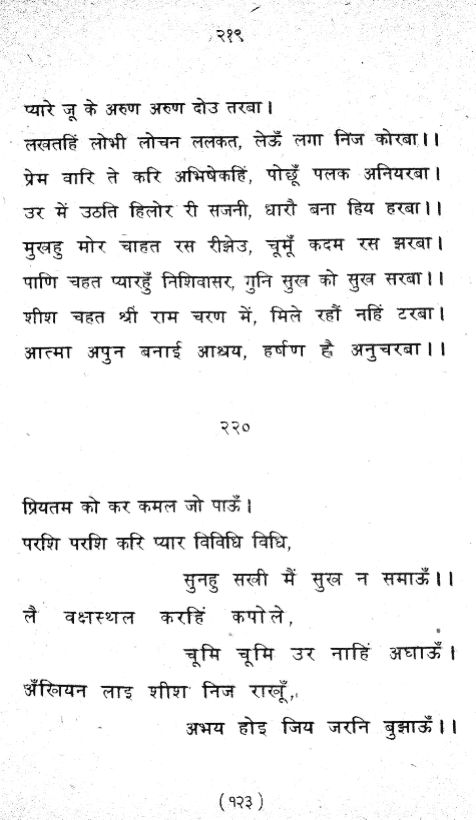 २१९
प्यारे जू के अरुण अरुण दोउ तरबा।
लखतहिं लोभी लोचन ललकत, लेऊँ लगा निज कोरबा।।
प्रेम वारि ते करि अभिषेकहिं, पोछूँ पलक अनियरबा।
उर में उठति हिलोर री सजनी, धारौ बना हिय हरबा।।
मुखहु मोर चाहत रस रीझेउ, चूमूँ कदम रस झरबा।
पाणि चहत प्यारहुँ निशिवासर, गुनि सुख को सुख सरबा।।
शीश चहत श्री राम चरण में, मिले रहौं नहिं टरबा।
आत्मा अपुन बनाई आश्रय, हर्षण ह्वै अनुचरबा।।
२२०
प्रियतम को कर कमल जो पाऊँ।
परशि परशि करि प्यार विविधि विधि,
सुनहु सखी मैं सुख न समाऊँ।।
लै वक्षस्थल करहिं कपोले,
चूमि चूमि उर नाहिं अघाऊँ।
अँखियन लाइ शीश निज राखूँ,
अभय होइ जिय जरनि बुझाऊँ।।
(१२३)